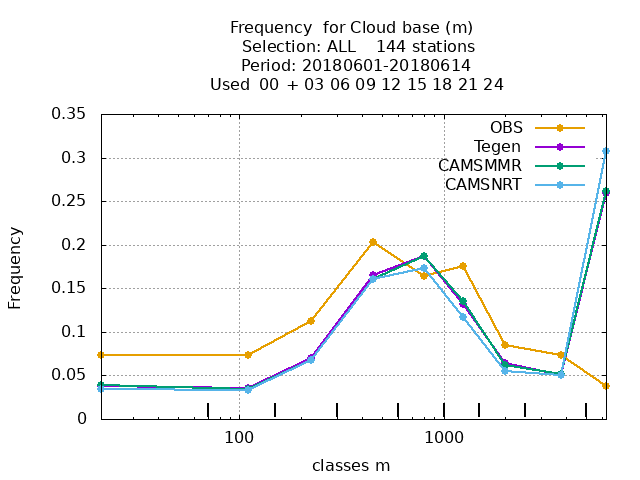 Frequency  for Cloud base (m)
Selection: ALL    144 stations
Period: 20180601-20180614
Used  00 + 03 06 09 12 15 18 21 24
0.35
0.3
0.25
0.2
0.15
0.1
0.05
0
Frequency
OBS
Tegen
CAMSMMR
CAMSNRT
100
1000
classes m